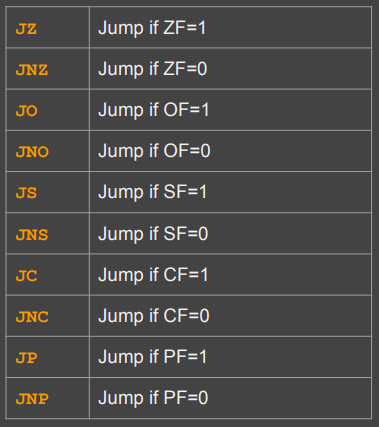 JZ Jump if ZF=1
JNZ Jump if ZF=0
JO Jump if OF=1
JNO Jump if OF=0
JS Jump if SF=1
JNS Jump if SF=0
JC Jump if CF=1
JNC Jump if CF=0
JP Jump if PF=1
JNP Jump if PF=0